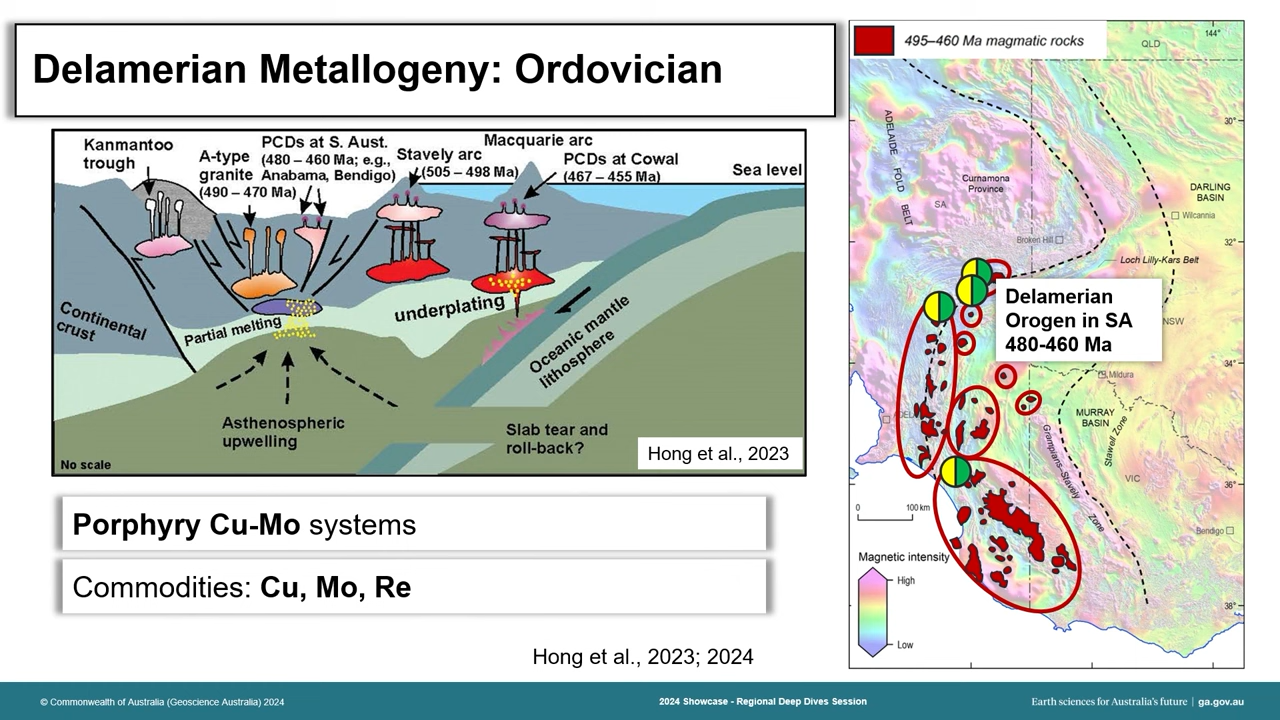 Delamerian Metallogeny: Ordovician
Kanmantoo
trough
A-type
granite
(490 – 470 Ma)
PCDs at S. Aust.
(480 – 460 Ma; e.g.,
Anabama, Bendigo)
Stavely arc
(505 – 498 Ma)
Macquarie arc
PCDs at Cowal
(467 – 455 Ma)
Sea level
Continental
crust
Partial melting
underplating
Oceanic mantle
lithosphere
Asthenospheric
upwelling
Slab tear and
roll-back?
No scale
Hong et al., 2023
Porphyry Cu-Mo systems
Commodities: Cu, Mo, Re
Hong et al., 2023; 2024
495–460 Ma magmatic rocks
144°
QLD
30°
ADELAIDE FOLD BELT
Curnamona
Province
SA
DARLING
BASIN
Wilcannia
Broken Hill
32°
Loch Lilly-Kars Belt
Delamerian
Orogen in SA
480-460 Ma
NSW
34°
Mildura
MURRAY
BASIN
Grampians-Stavely Zone
Stawell Zone
VIC
36°
0 100 km
Bendigo
Magnetic intensity
High
Low
38°
© Commonwealth of Australia (Geoscience Australia) 2024
2024 Showcase - Regional Deep Dives Session
Earth sciences for Australia's future | ga.gov.au